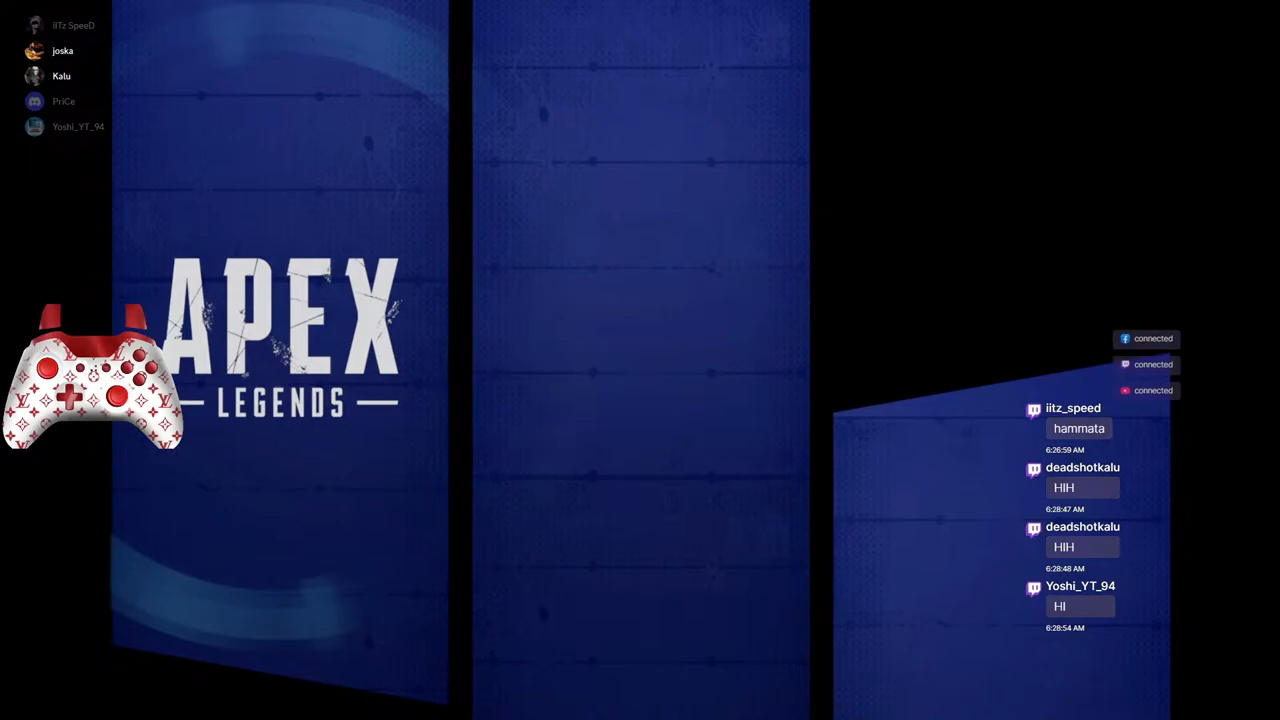 iiTz SpeeD
joska
Kalu
PriCe
Yoshi_YT_94
APEX
LEGENDS
connected
connected
connected
iitz_speed
hammata
6:26:59 AM
deadshotkalu
HIH
6:28:47 AM
deadshotkalu
HIH
6:28:48 AM
Yoshi_YT_94
HI
6:28:54 AM